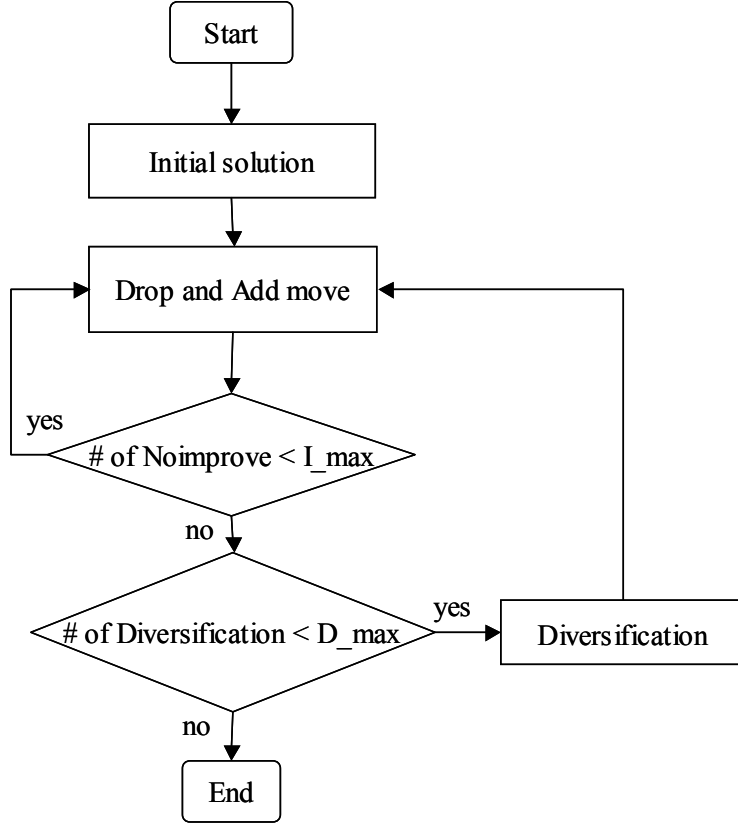 Start
Initial solution
Drop and Add move
yes
# of Noimprove < I_max
no
# of Diversification < D_max
yes
Diversification
no
End